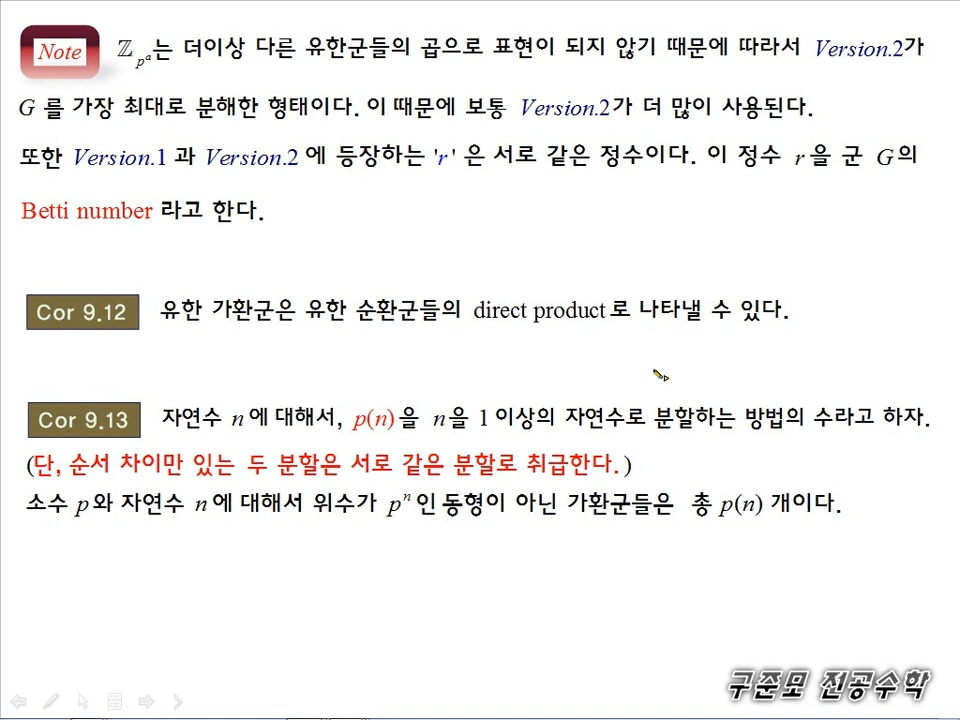 Note ℤ_{p^a}는 더이상 다른 유한군들의 곱으로 표현이 되지 않기 때문에 따라서 Version.2가
G 를 가장 최대로 분해한 형태이다. 이 때문에 보통 Version.2가 더 많이 사용된다.
또한 Version.1 과 Version.2 에 등장하는 'r' 은 서로 같은 정수이다. 이 정수 r을 군 G의
Betti number 라고 한다.
Cor 9.12 유한 가환군은 유한 순환군들의 direct product로 나타낼 수 있다.
Cor 9.13 자연수 n에 대해서, p(n)을 n을 1이상의 자연수로 분할하는 방법의 수라고 하자.
(단, 순서 차이만 있는 두 분할은 서로 같은 분할로 취급한다.)
소수 p와 자연수 n에 대해서 위수가 p^n인 동형이 아닌 가환군들은 총 p(n) 개이다.
구준모 전공수학